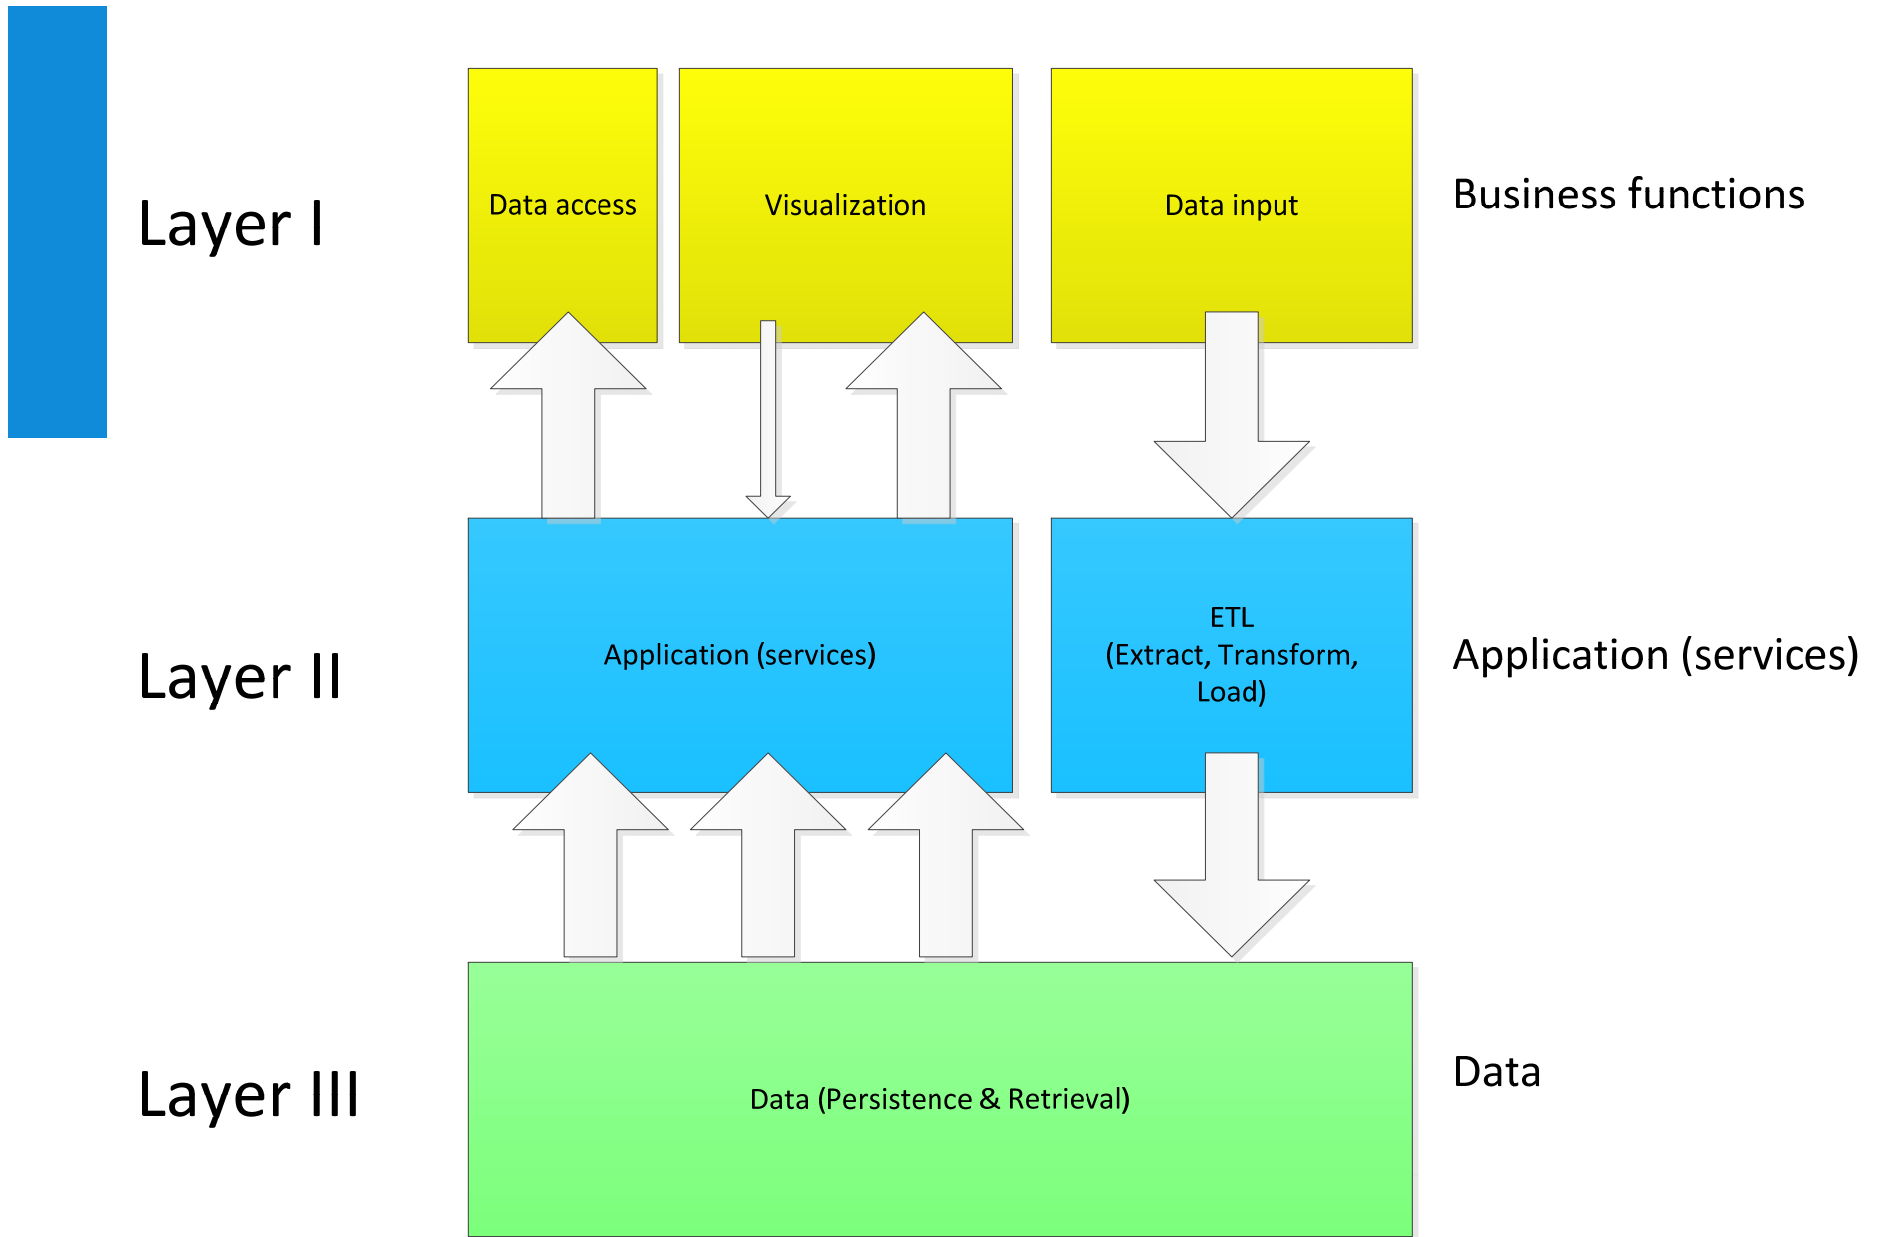 Layer I
Data access
Visualization
Data input
Business functions
Layer II
Application (services)
ETL
(Extract, Transform,
Load)
Application (services)
Layer III
Data (Persistence & Retrieval)
Data